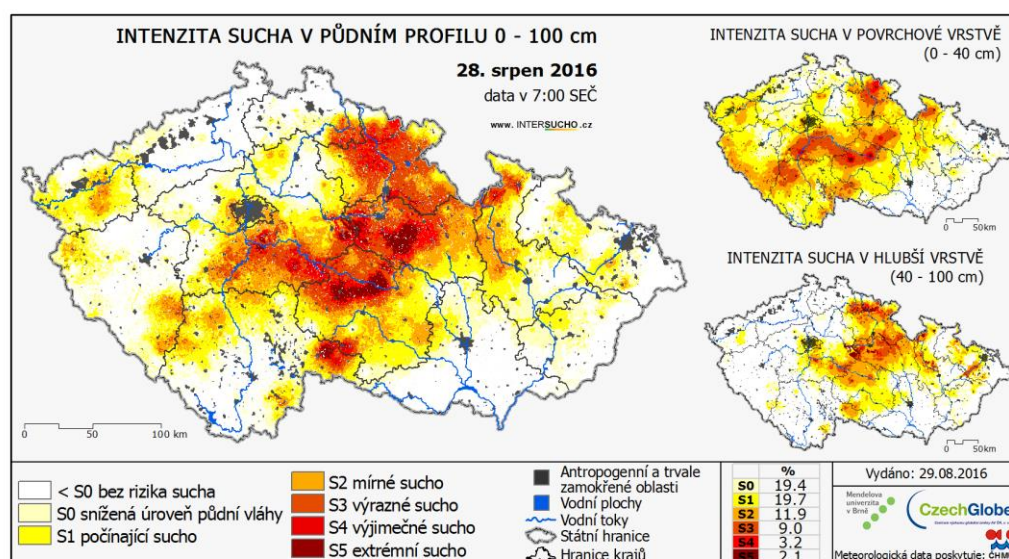 INTENZITA SUCHA V PŮDNÍM PROFILU 0 - 100 cm
28. srpen 2016
data v 7:00 SEČ
www. INTERSUCHO.cz
0 50 100 km
INTENZITA SUCHA V POVRCHOVÉ VRSTVĚ
(0 - 40 cm)
0 50km
INTENZITA SUCHA V HLUBŠÍ VRSTVĚ
(40 - 100 cm)
0 50km
< S0 bez rizika sucha
S0 snížená úroveň půdní vláhy
S1 počínající sucho
S2 mírné sucho
S3 výrazné sucho
S4 výjimečné sucho
S5 extrémní sucho
Antropogenní a trvale
zamokřené oblasti
Vodní plochy
Vodní toky
Státní hranice
Hranice krajů
%
S0 19.4
S1 19.7
S2 11.9
S3 9.0
S4 3.2
S5 2.1
Vydáno: 29.08.2016
Mendelova
univerzita
v Brně
CzechGlobe
Meteorologická data poskytuje: ČHMÚ